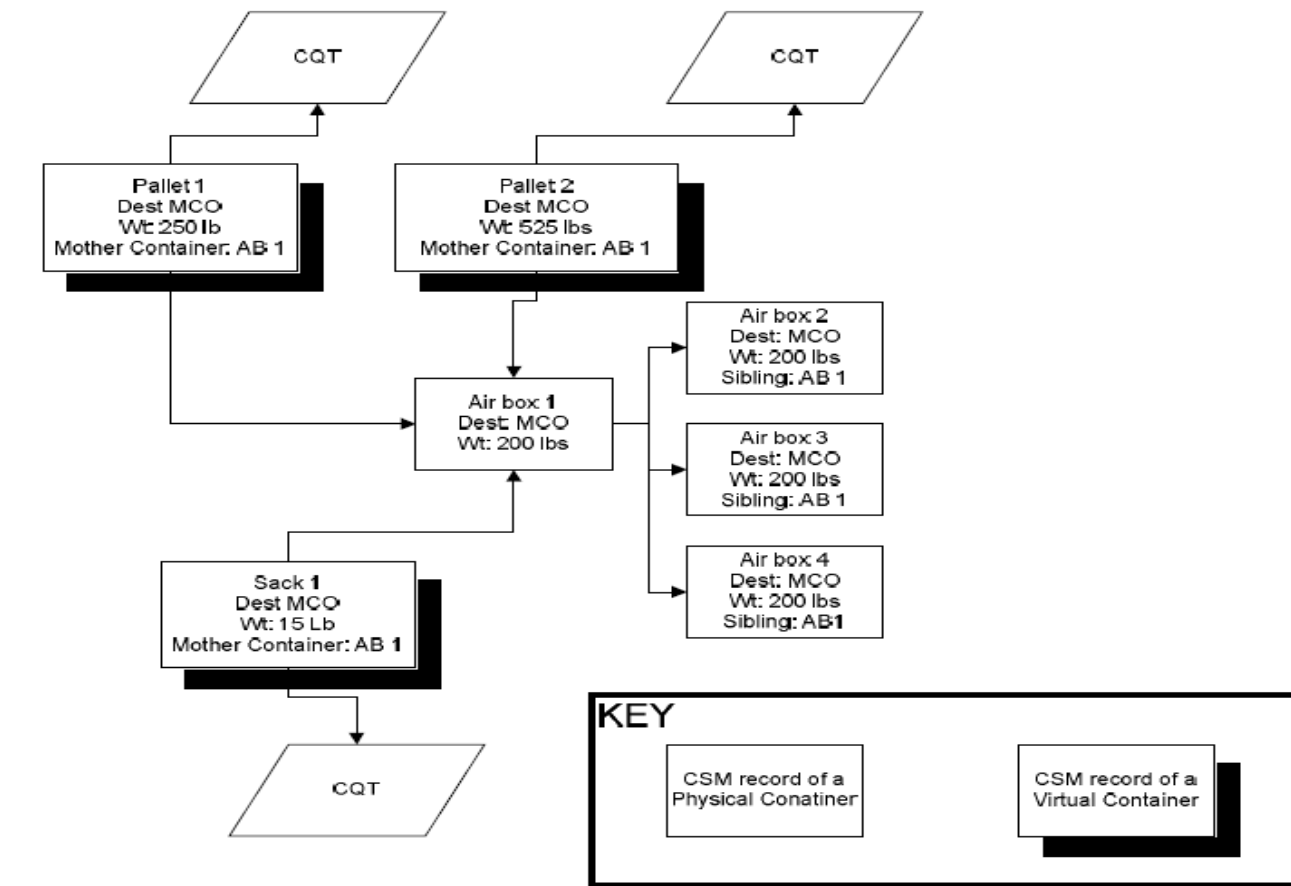 CQT
CQT
Pallet 1
Dest MCO
Wt: 250 lb
Mother Container: AB 1
Pallet 2
Dest MCO
Wt: 525 lbs
Mother Container: AB 1
Air box 2
Dest: MCO
Wt: 200 lbs
Sibling: AB 1
Air box 1
Dest: MCO
Wt: 200 lbs
Air box 3
Dest: MCO
Wt: 200 lbs
Sibling: AB 1
Air box 4
Dest: MCO
Wt: 200 lbs
Sibling: AB1
Sack 1
Dest MCO
Wt: 15 Lb
Mother Container: AB 1
CQT
KEY
CSM record of a
Physical Conatiner
CSM record of a
Virtual Container